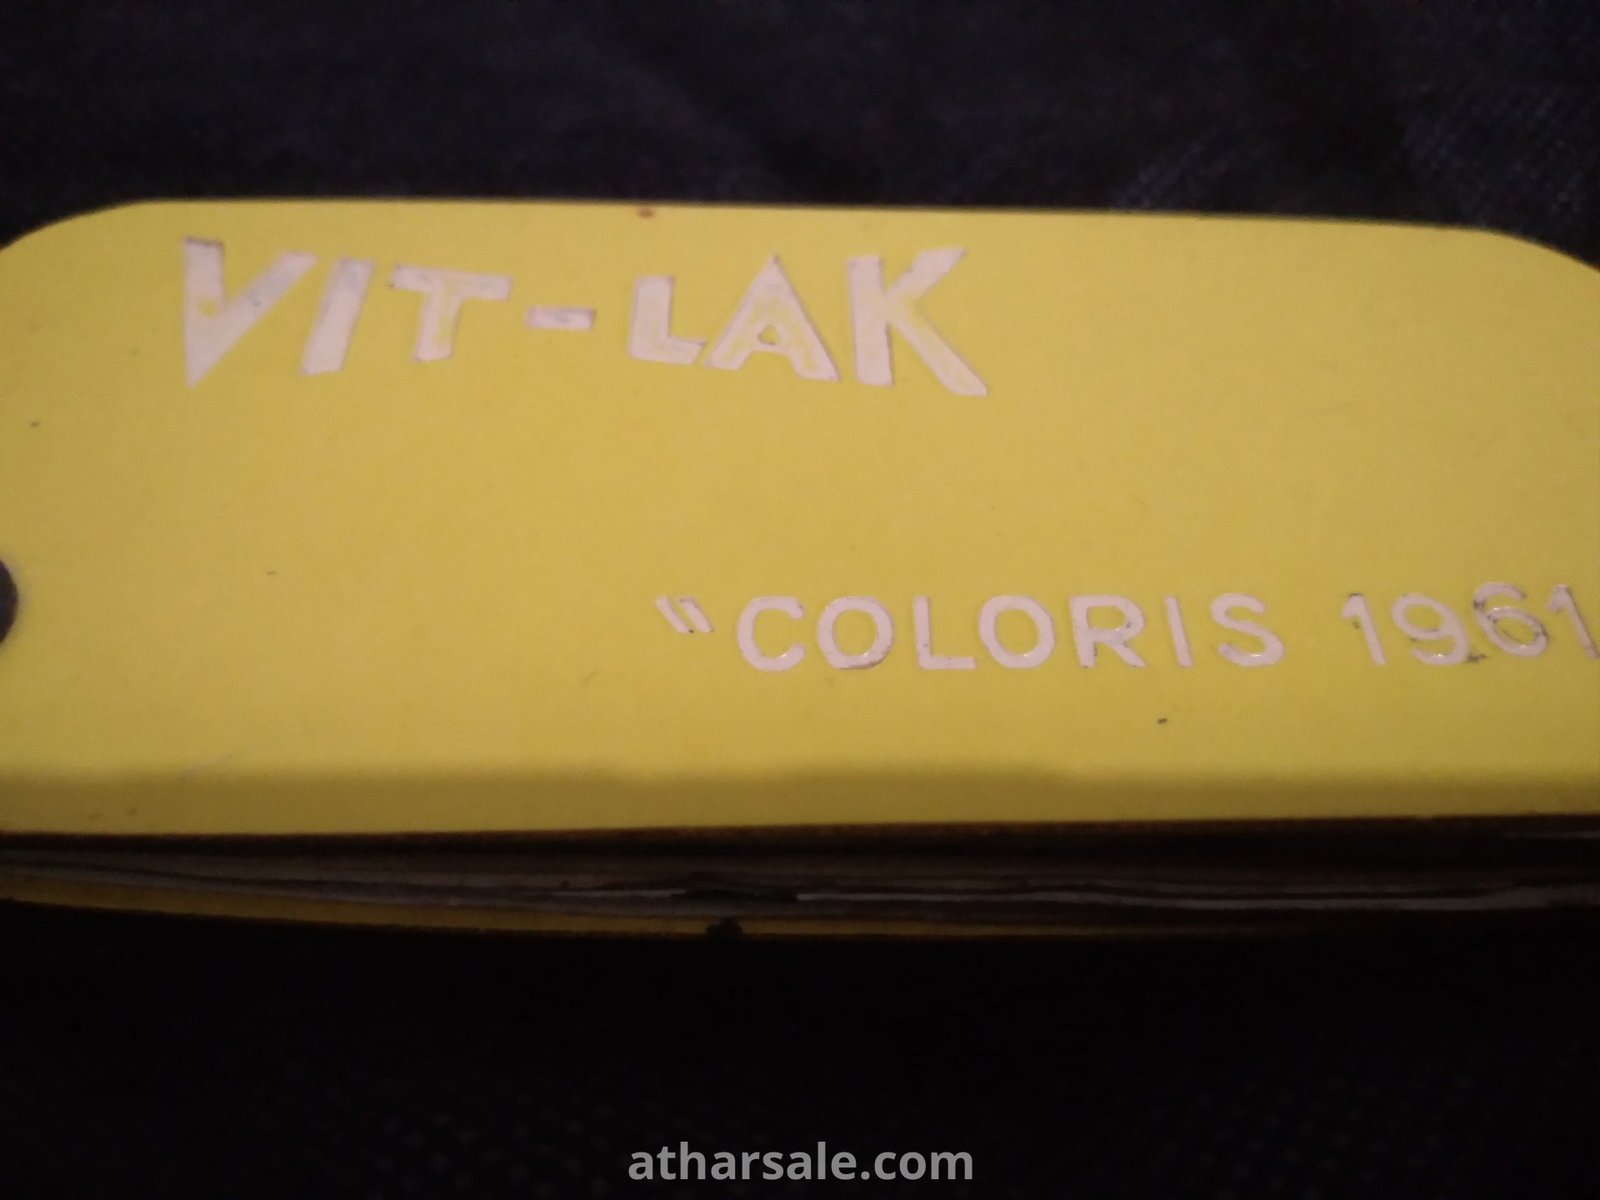 VIT-LAK
"COLORIS 1961
atharsale.com